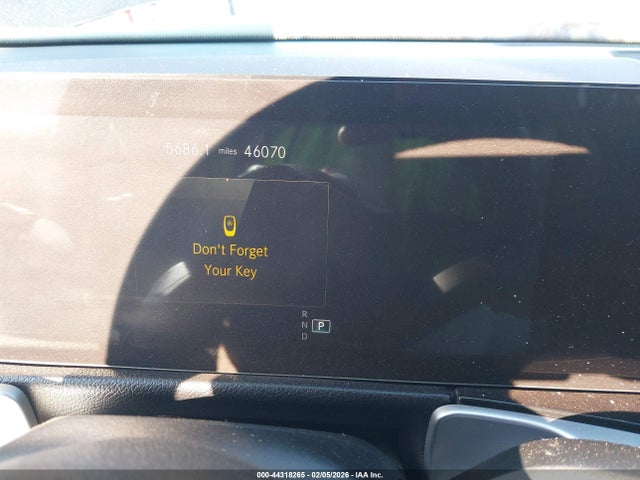 5686.1 miles 46070
Don't Forget
Your Key
R
N P
D
000-44318265 - 02/05/2026 - IAA Inc.